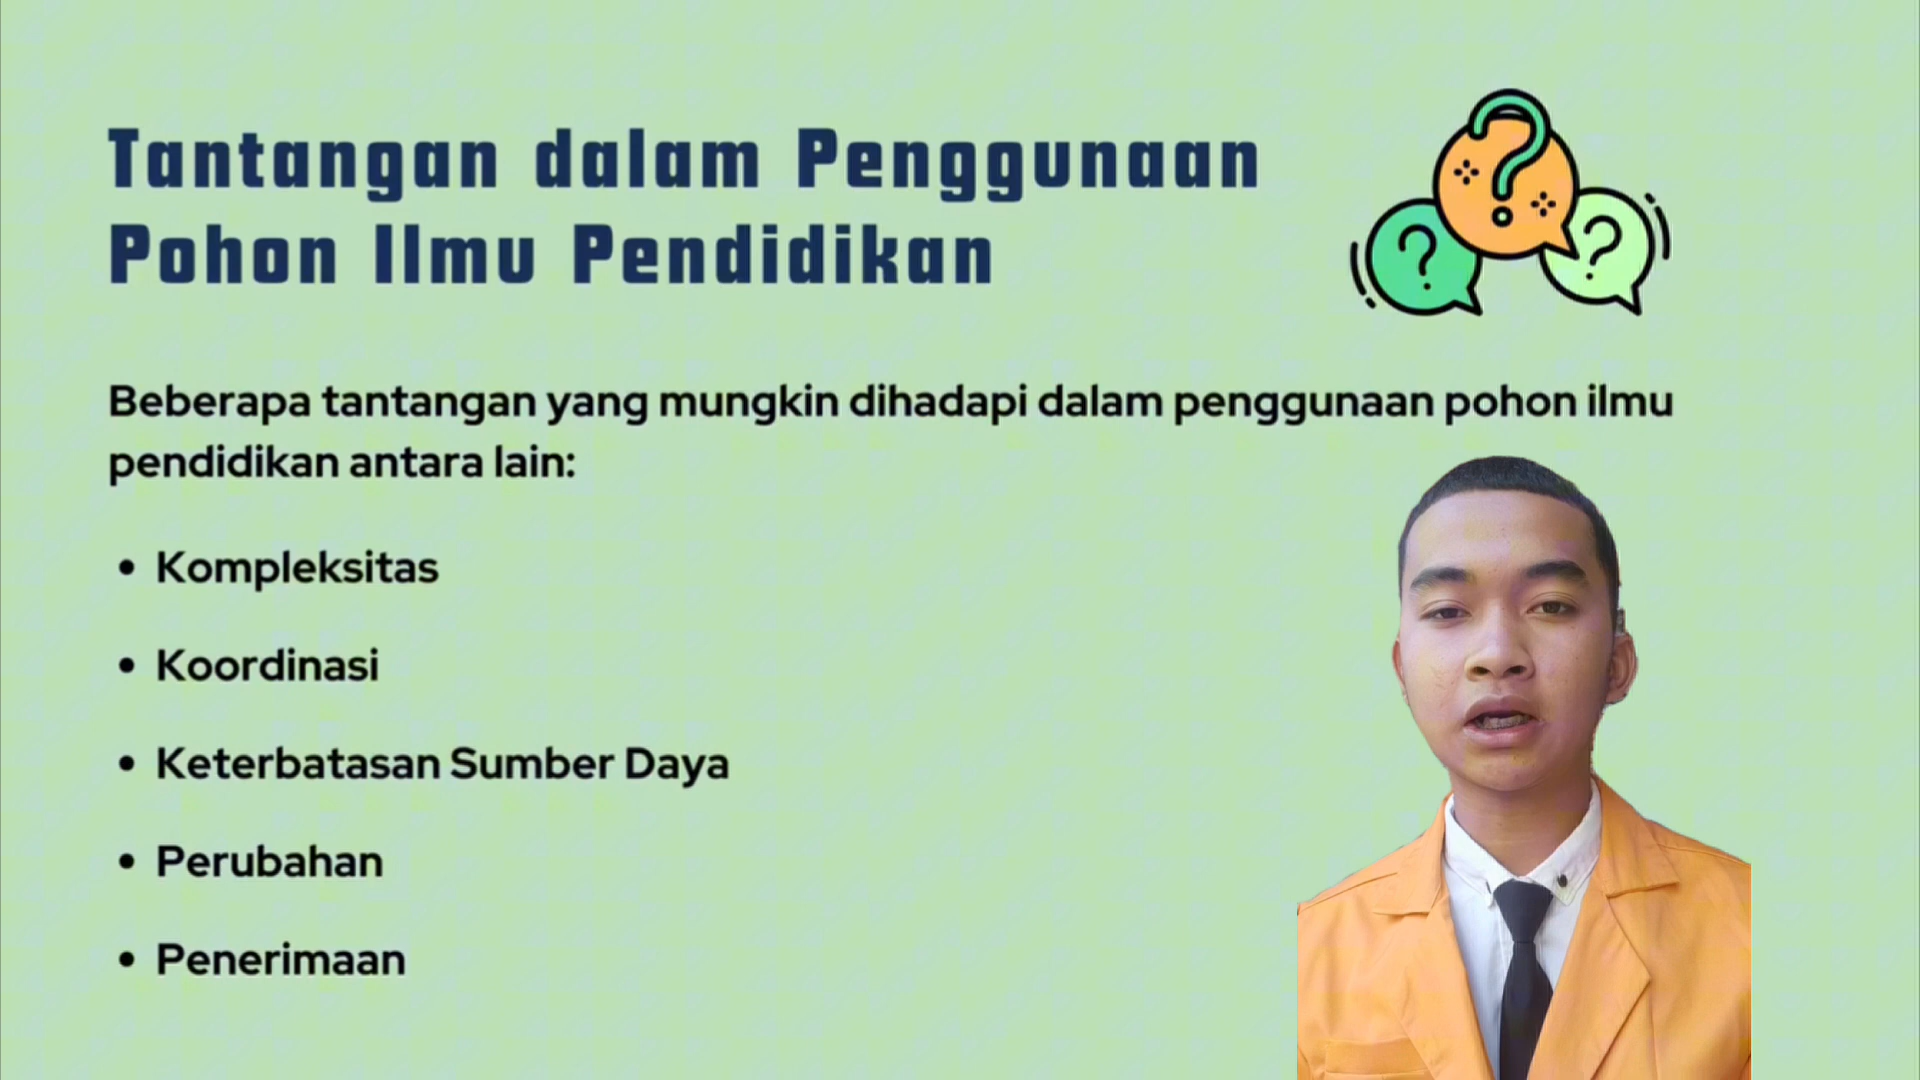 Tantangan dalam Penggunaan
Pohon Ilmu Pendidikan
Beberapa tantangan yang mungkin dihadapi dalam penggunaan pohon ilmu
pendidikan antara lain:
• Kompleksitas
• Koordinasi
• Keterbatasan Sumber Daya
• Perubahan
• Penerimaan